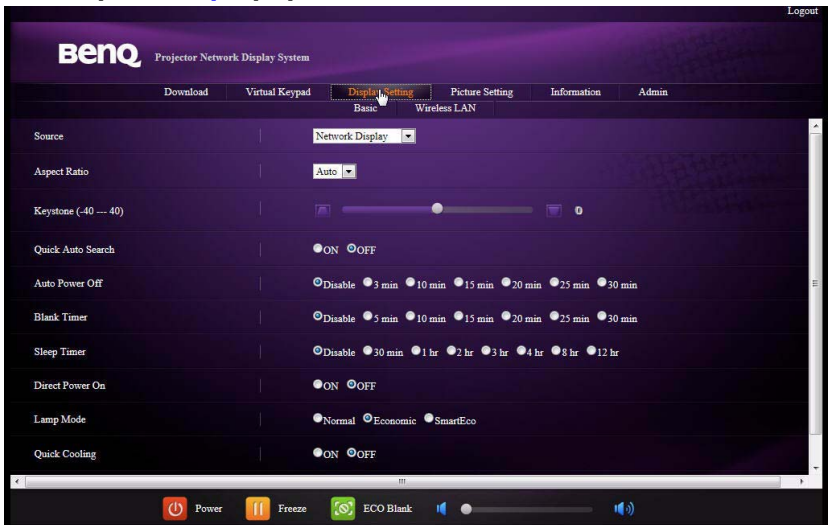 Logout
BenQ Projector Network Display System
Download Virtual Keypad Display Setting Picture Setting Information Admin
Basic Wireless LAN
Source Network Display
Aspect Ratio Auto
Keystone (-40 --- 40) 0
Quick Auto Search ON OFF
Auto Power Off Disable 3 min 10 min 15 min 20 min 25 min 30 min
Blank Timer Disable 5 min 10 min 15 min 20 min 25 min 30 min
Sleep Timer Disable 30 min 1 hr 2 hr 3 hr 4 hr 8 hr 12 hr
Direct Power On ON OFF
Lamp Mode Normal Economic SmartEco
Quick Cooling ON OFF
Power Freeze ECO Blank